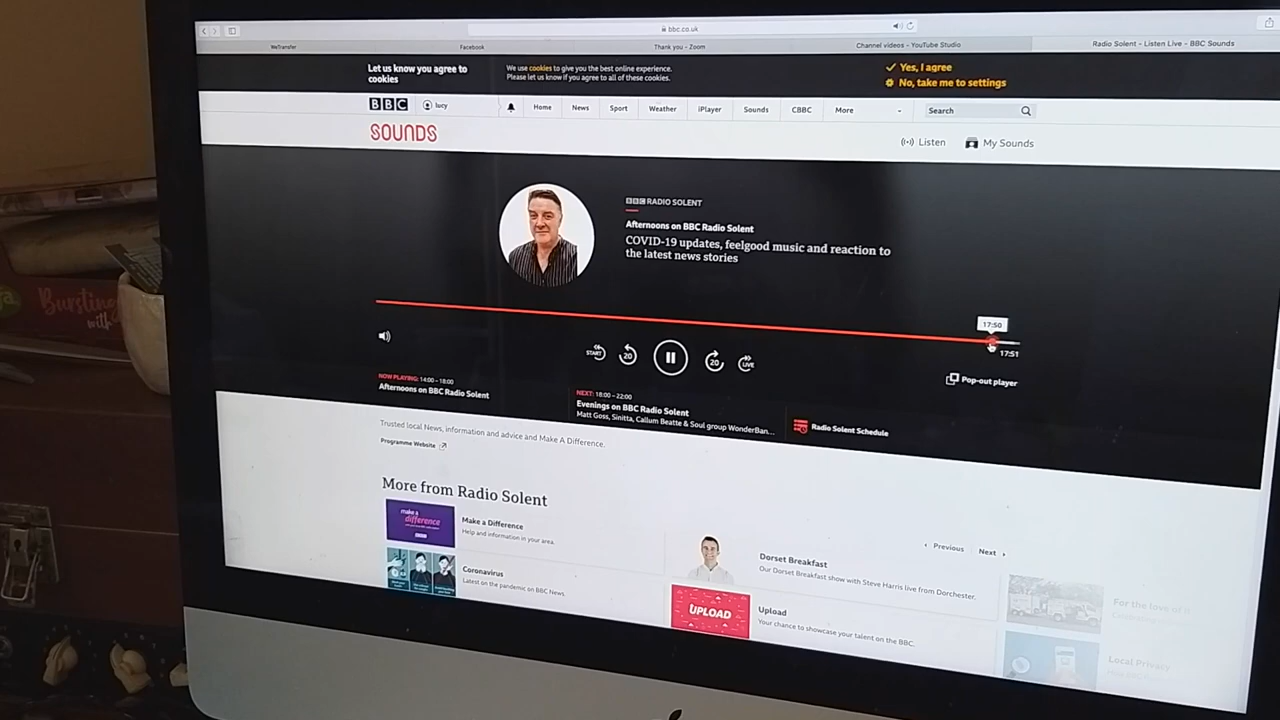 bbc.co.uk
WeTransfer
Facebook
Thank you - Zoom
Channel videos - YouTube Studio
Radio Solent - Listen Live - BBC Sounds
Let us know you agree to
cookies
We use cookies to give you the best online experience.
Please let us know if you agree to all of these cookies.
Yes, I agree
No, take me to settings
BBC
lucy
Home
News
Sport
Weather
iPlayer
Sounds
CBBC
More
Search
SOUNDS
Listen
My Sounds
BBC RADIO SOLENT
Afternoons on BBC Radio Solent
COVID-19 updates, feelgood music and reaction to
the latest news stories
17:50
17:51
START
20
20
LIVE
Pop-out player
NOW PLAYING: 14:00 - 18:00
Afternoons on BBC Radio Solent
NEXT: 18:00 - 22:00
Evenings on BBC Radio Solent
Matt Goss, Sinitta, Callum Beatte & Soul group WonderBan...
Radio Solent Schedule
Trusted local News, information and advice and Make A Difference.
Programme Website
More from Radio Solent
make a
difference
Make a Difference
Help and information in your area.
Previous
Next
Dorset Breakfast
Our Dorset Breakfast show with Steve Harris live from Dorchester.
Coronavirus
Latest on the pandemic on BBC News.
UPLOAD
Upload
Your chance to showcase your talent on the BBC.
For the love of
Local Privacy
Bursting
with